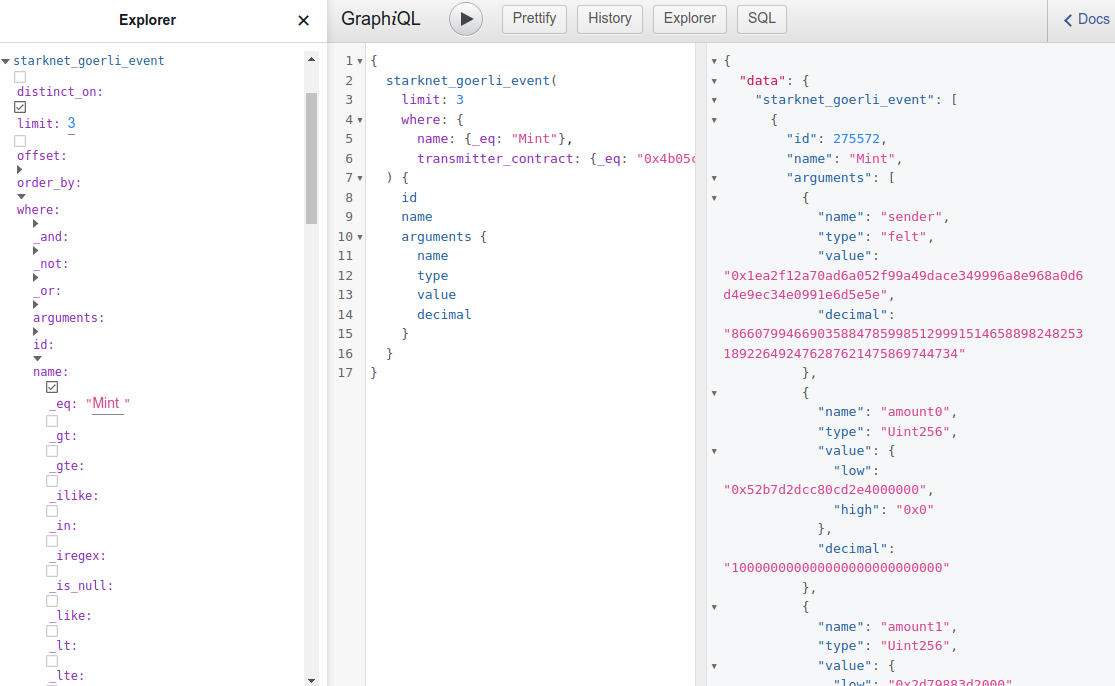 Explorer
×
GraphiQL
Prettify
History
Explorer
SQL
Docs
starknet_goerli_event
distinct_on:
limit: 3
offset:
order_by:
where:
_and:
_not:
_or:
arguments:
id:
name:
_eq: "Mint "
_gt:
_gte:
_ilike:
_in:
_iregex:
_is_null:
_like:
_lt:
_lte:
1 {
2 starknet_goerli_event(
3 limit: 3
4 where: {
5 name: {_eq: "Mint"},
6 transmitter_contract: {_eq: "0x4b05c
7 ) {
8 id
9 name
10 arguments {
11 name
12 type
13 value
14 decimal
15 }
16 }
17 }
{
"data": {
"starknet_goerli_event": [
{
"id": 275572,
"name": "Mint",
"arguments": [
{
"name": "sender",
"type": "felt",
"value":
"0x1ea2f12a70ad6a052f99a49dace349996a8e968a0d6
d4e9ec34e0991e6d5e5e",
"decimal":
"866079946690358847859985129991514658898248253
189226492476287621475869744734"
},
{
"name": "amount0",
"type": "Uint256",
"value": {
"low":
"0x52b7d2dcc80cd2e4000000",
"high": "0x0"
},
"decimal":
"100000000000000000000000000"
},
{
"name": "amount1",
"type": "Uint256",
"value": {
"low": "0x2d79883d2000"